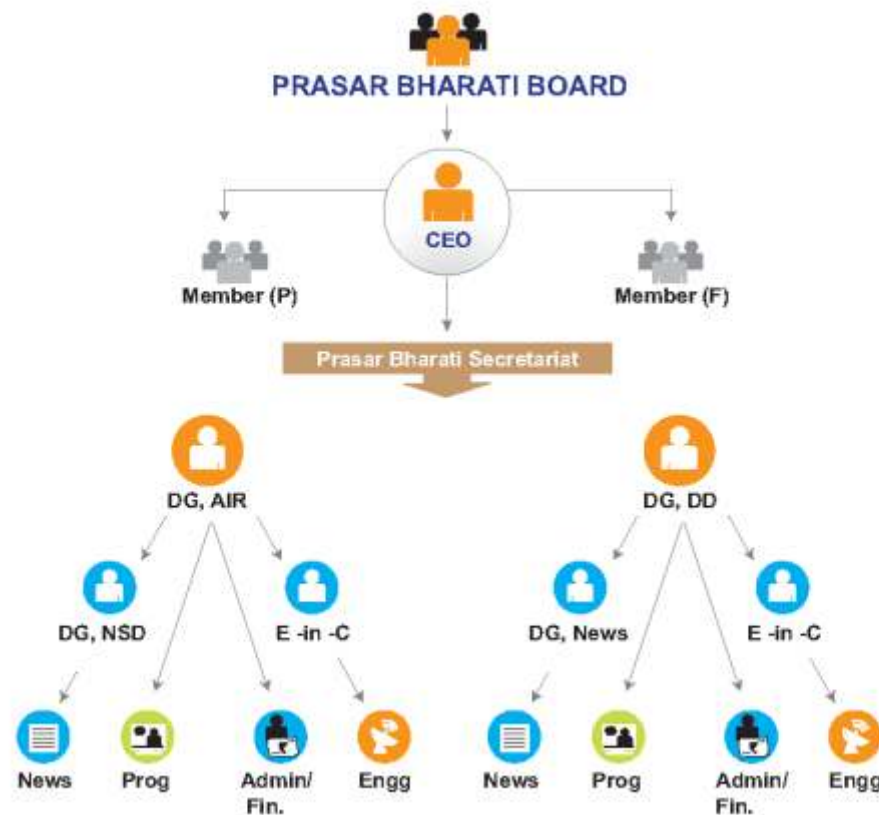 PRASAR BHARATI BOARD
CEO
Member (P)
Member (F)
Prasar Bharati Secretariat
DG, AIR
DG, DD
DG, NSD
E -in -C
DG, News
E -in -C
News
Prog
Admin/
Fin.
Engg
News
Prog
Admin/
Fin.
Engg